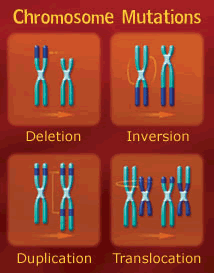 Chromosome Mutations
Deletion
Inversion
Duplication
Translocation